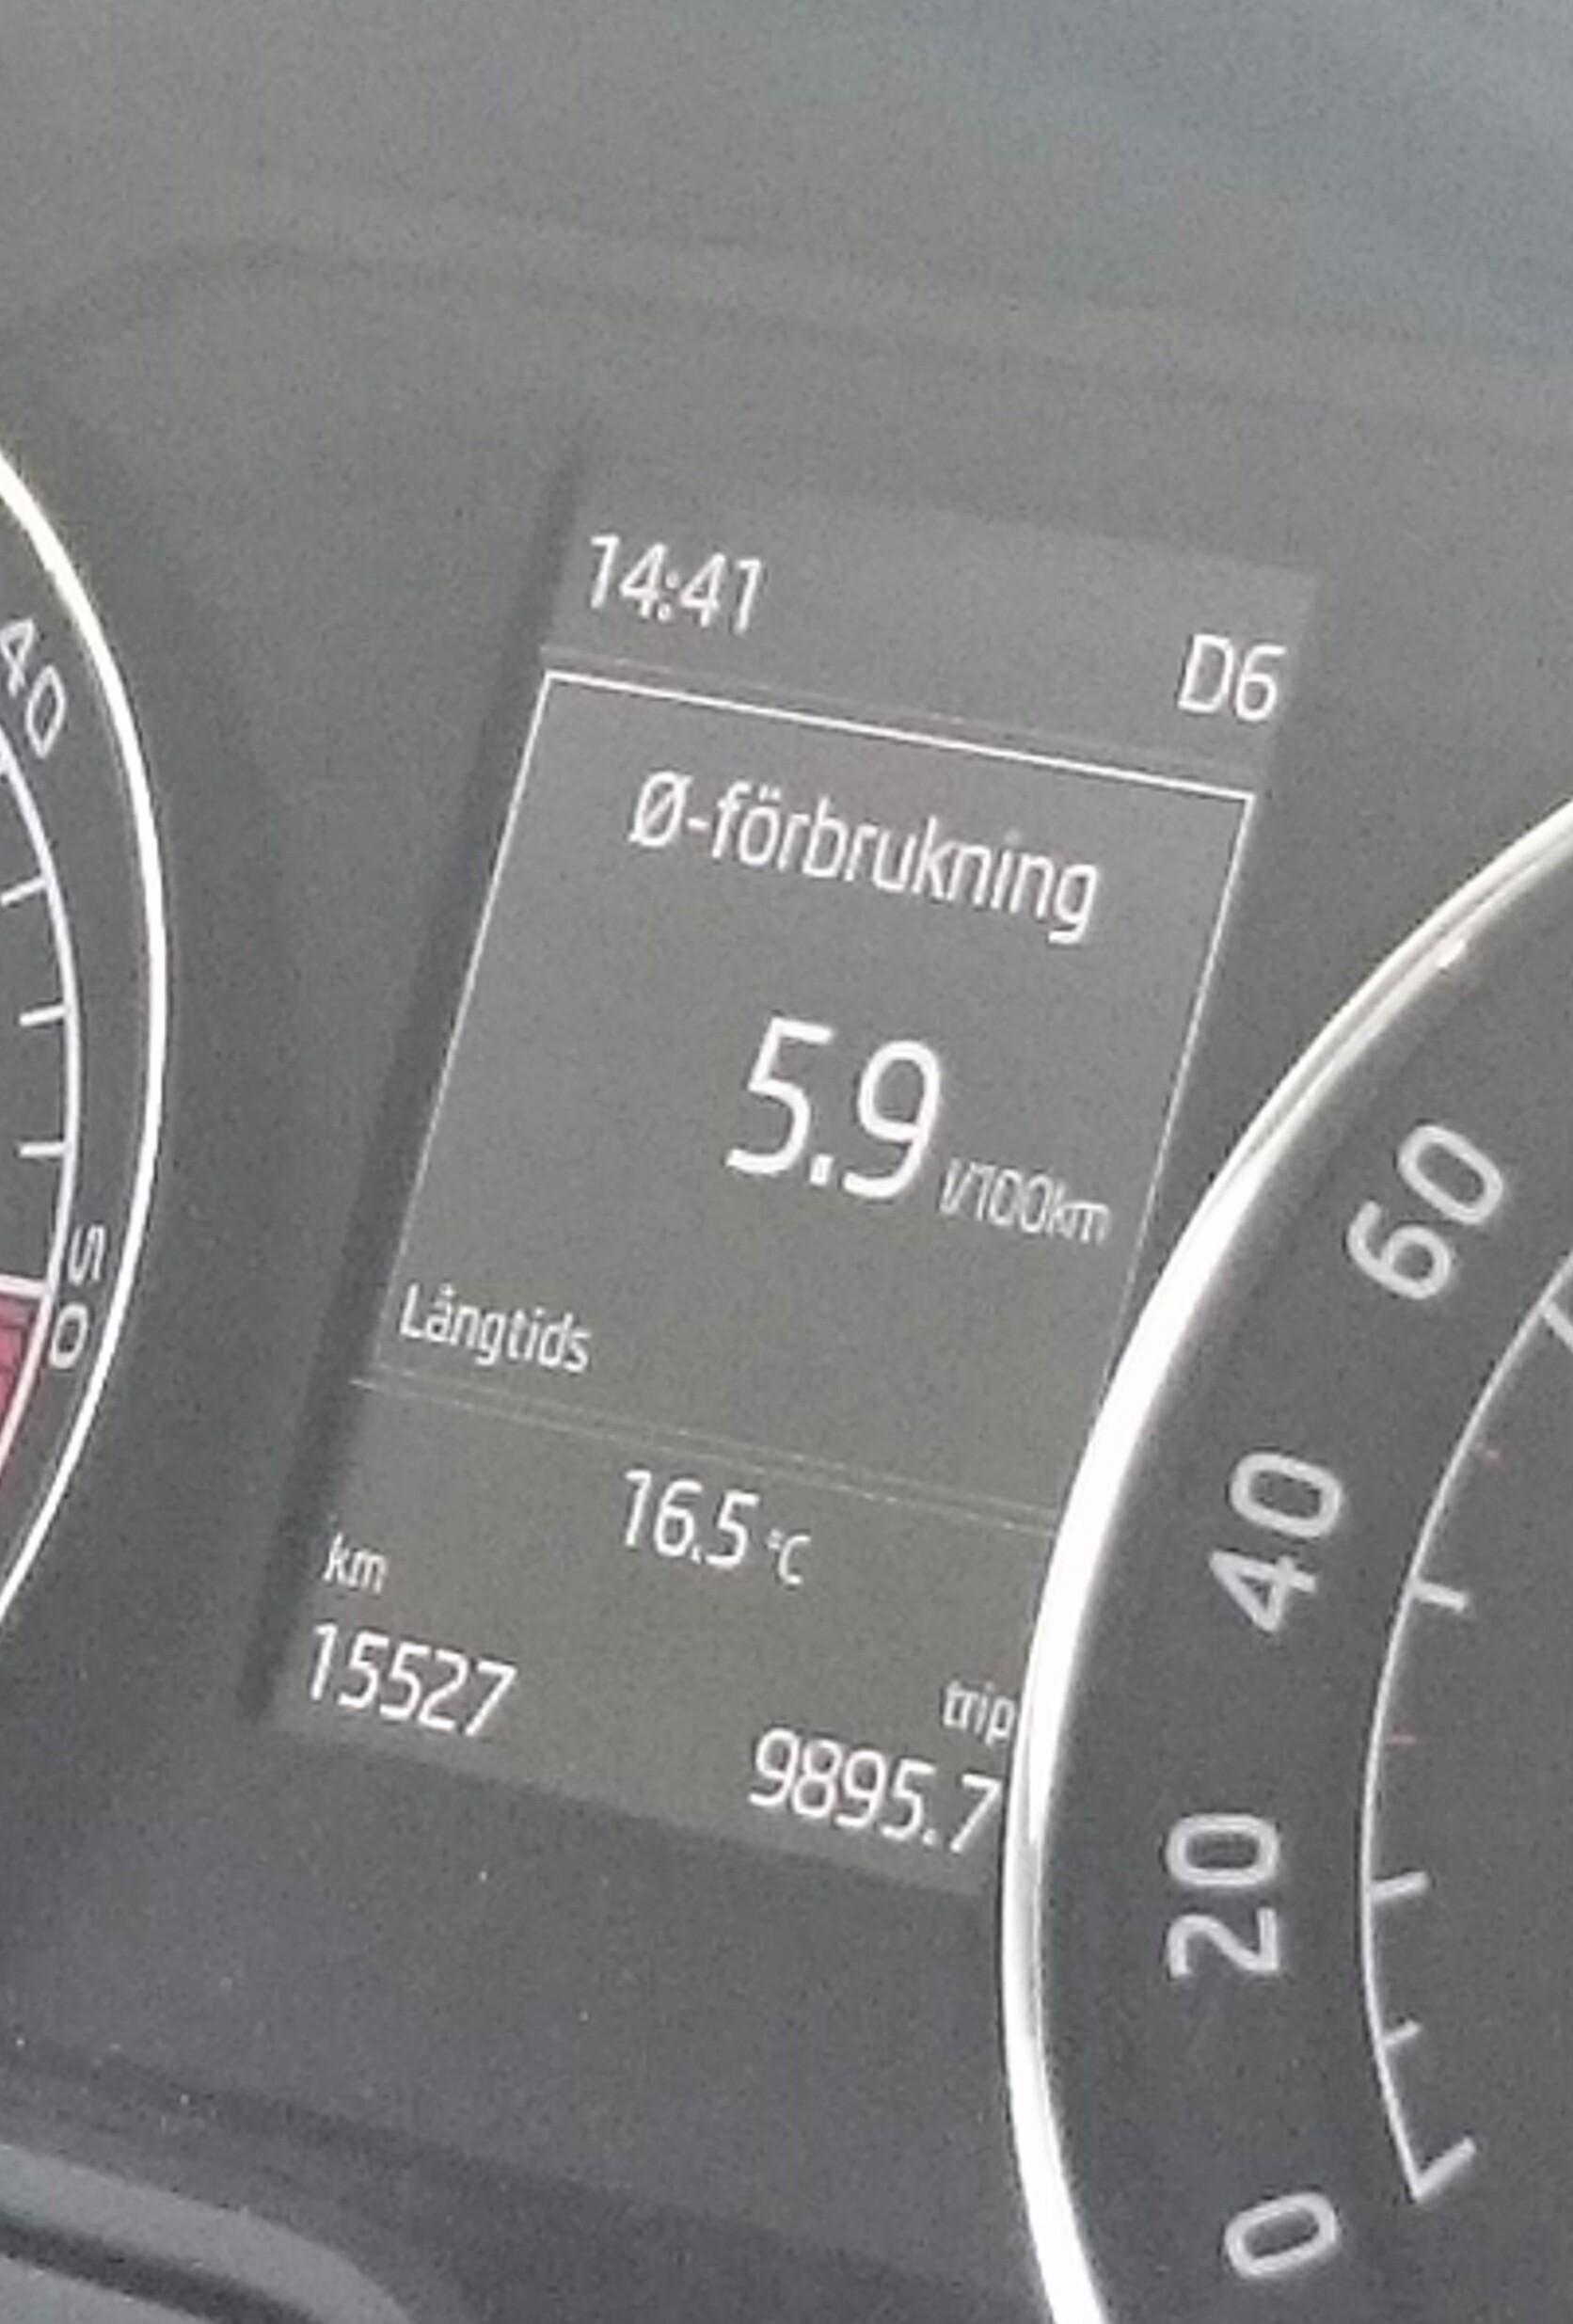 14:41
D6
Ø-förbrukning
5.9 l/100km
Långtids
16.5 °C
km
trip
15527
9895.7
40
50
60
40
20
0